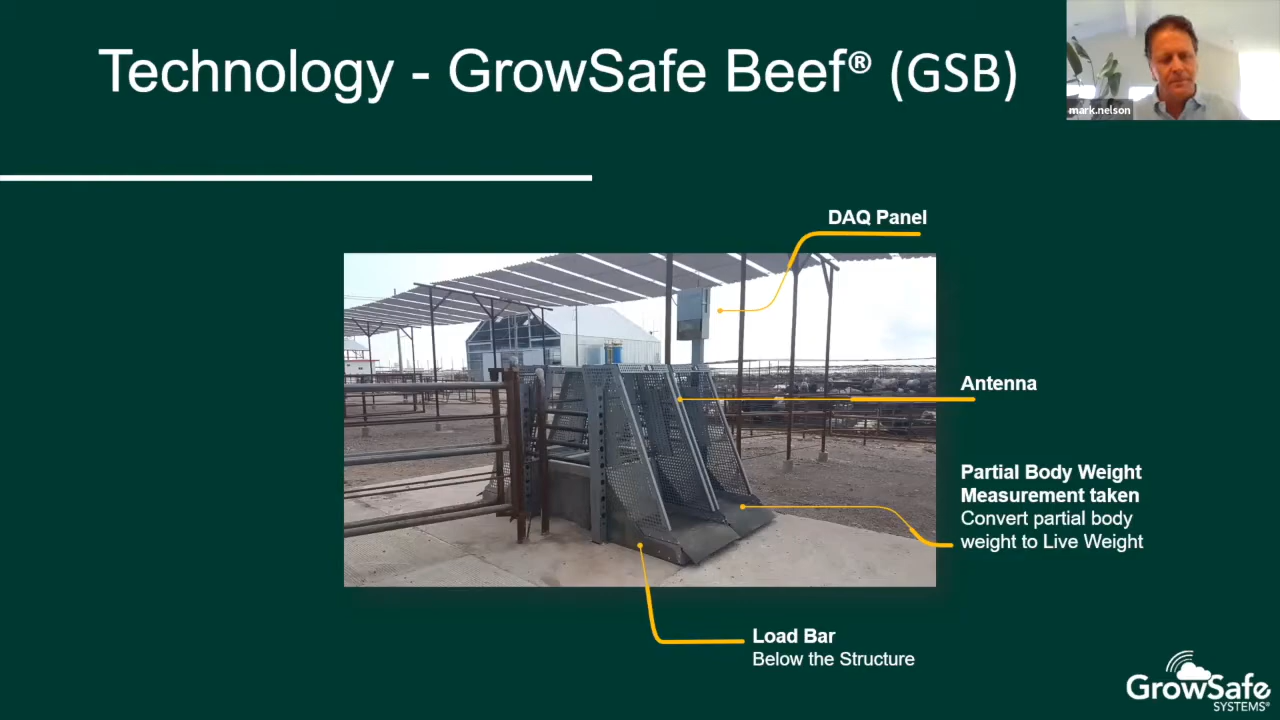 Technology - GrowSafe Beef® (GSB)
mark.nelson
DAQ Panel
Antenna
Partial Body Weight
Measurement taken
Convert partial body
weight to Live Weight
Load Bar
Below the Structure
GrowSafe
SYSTEMS®